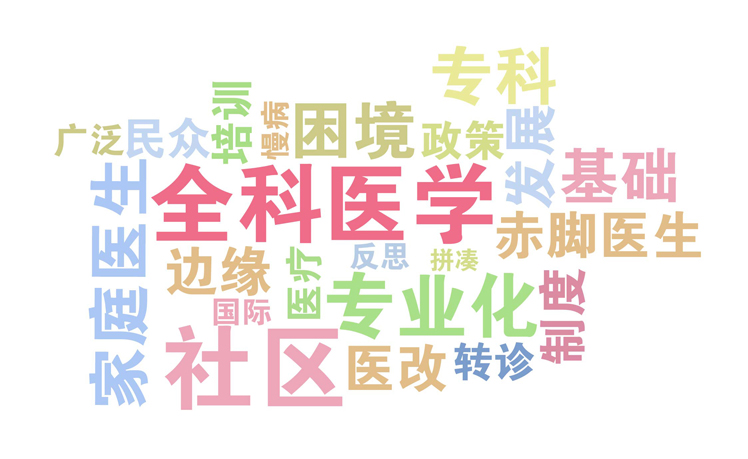 专科
培训
慢病
困境
广泛
民众
政策
发展
基础
家庭医生
全科医学
赤脚医生
边缘
医疗
反思
拼凑
国际
专业化
制度
社区
医改
转诊